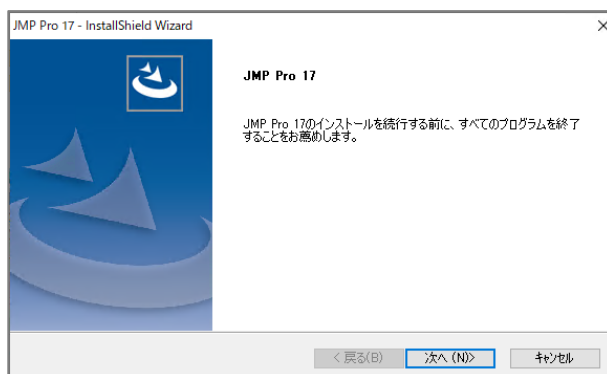 JMP Pro 17 - InstallShield Wizard
JMP Pro 17
JMP Pro 17のインストールを続行する前に、すべてのプログラムを終了
することをお薦めします。
< 戻る(B)
次へ (N)>
キャンセル